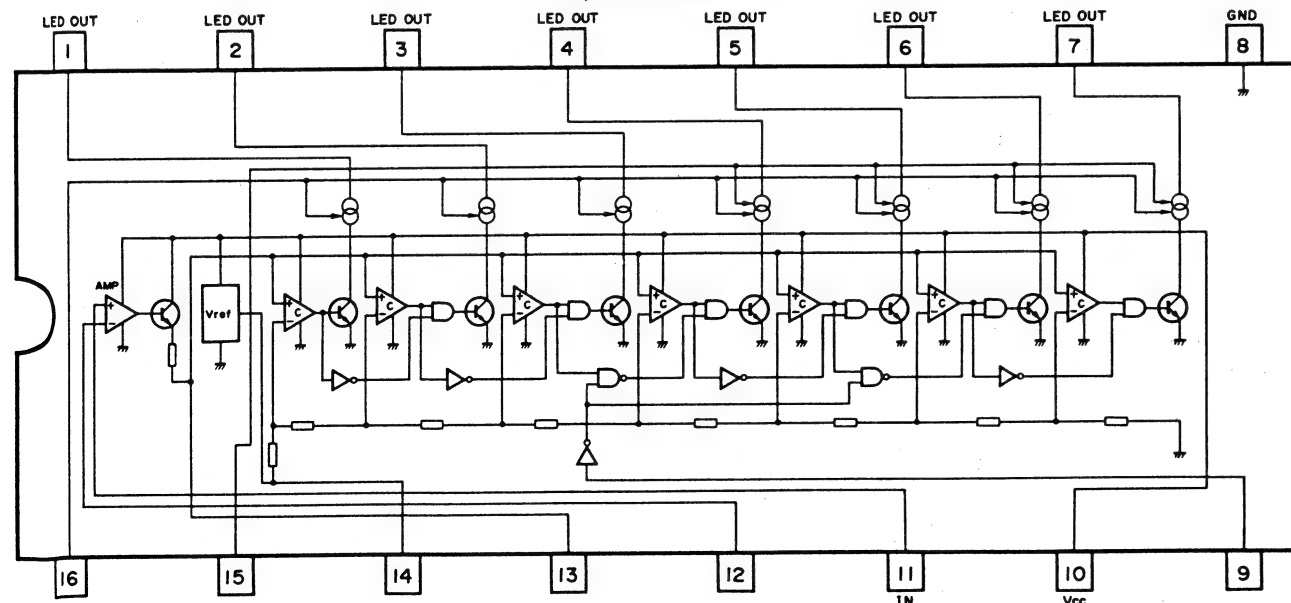 LED OUT LED OUT LED OUT LED OUT LED OUT LED OUT LED OUT GND
1 2 3 4 5 6 7 8
AMP
+ + + + + + + +
C C C C C C C
Vref
- - - - - - - -
16 15 14 13 12 11 10 9
IN Vcc